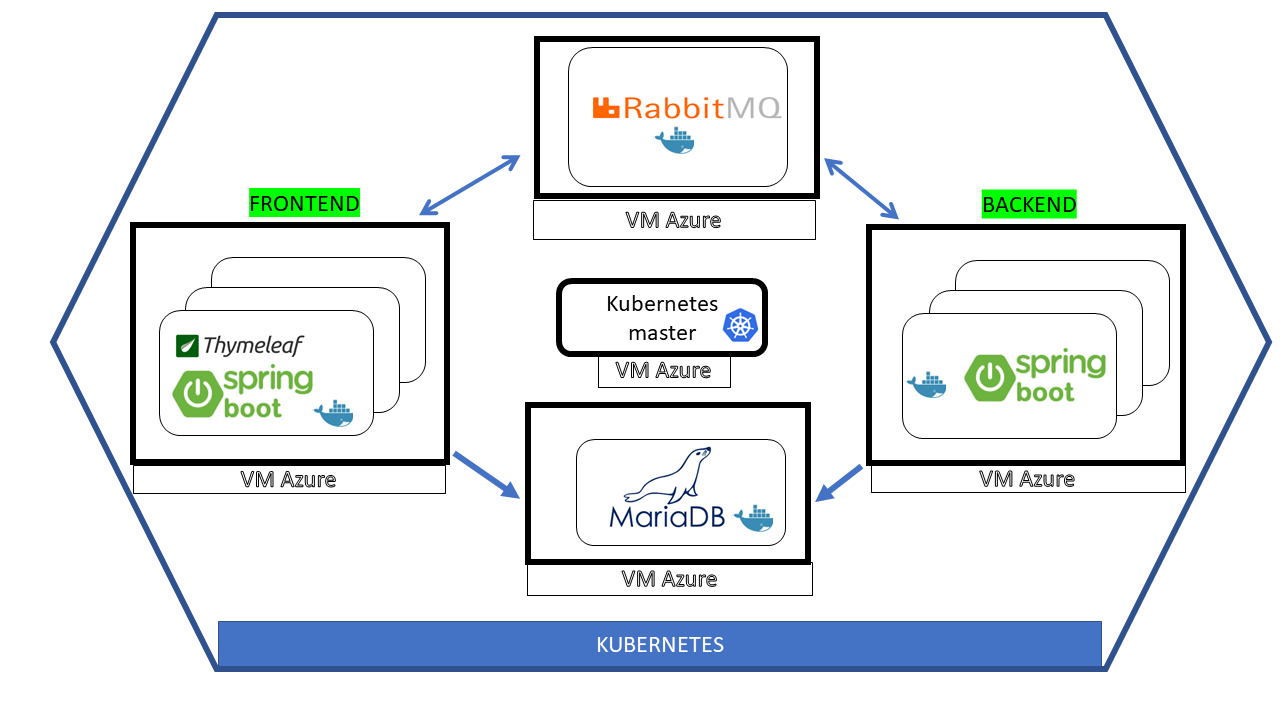 RabbitMQ
VM Azure
FRONTEND
BACKEND
Thymeleaf
spring
boot
VM Azure
Kubernetes
master
VM Azure
spring
boot
VM Azure
MariaDB
VM Azure
KUBERNETES